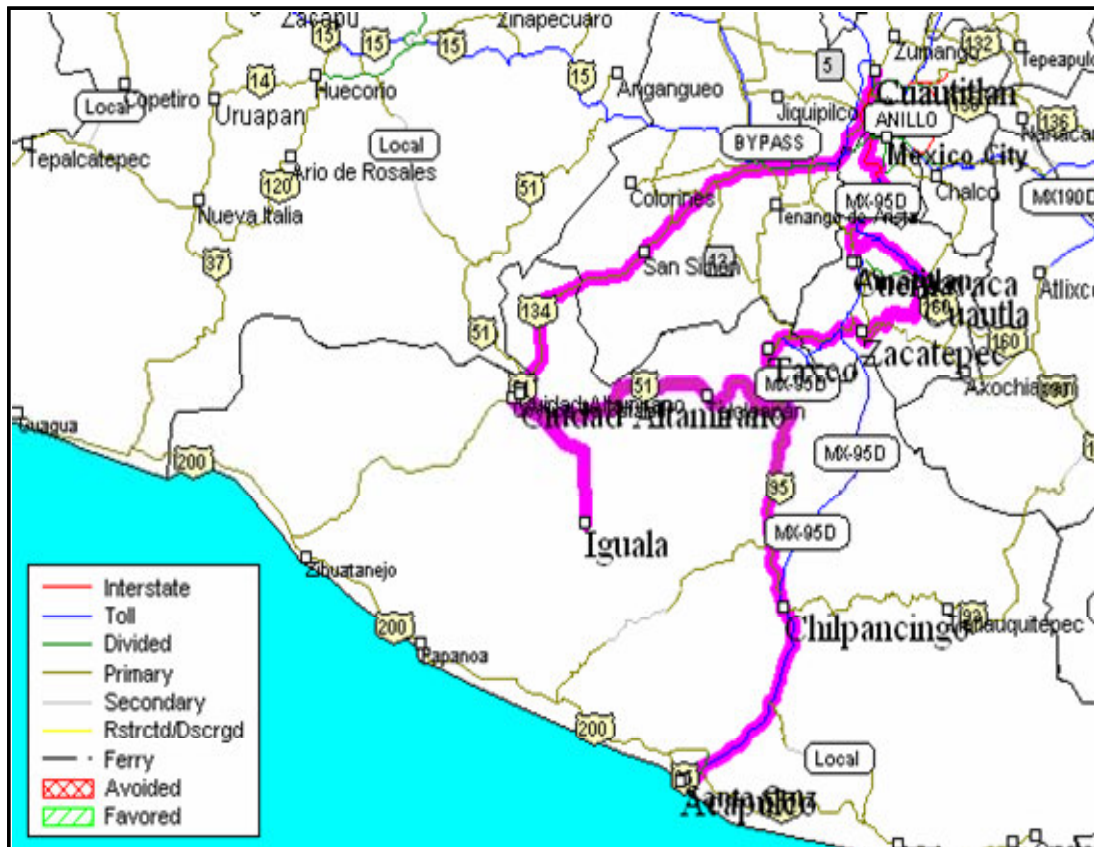 Zacapu
Zinapecuaro
15
15
15
15
5
Zumpango
132
Tepeapulco
14
Huecorio
Angangueo
Cuautitlan
Copetiro
Local
Uruapan
Jiquipilco
ANILLO
136
Tepalcatepec
Local
BYPASS
Mexico City
Ario de Rosales
120
51
Colorines
Chalco
MX190D
Nueva Italia
MX-95D
Tenango de Arista
37
San Simon
Cuernavaca
Atlixco
134
Cuautla
160
51
Zacatepec
160
Taxco
51
MX-95D
Axochiapan
Ciudad Altamirano
MX-95D
200
95
MX-95D
Iguala
Zihuatanejo
Chilpancingo
200
Papanoa
200
Local
Acapulco
Interstate
Toll
Divided
Primary
Secondary
Rstrctd/Dscrgd
Ferry
Avoided
Favored